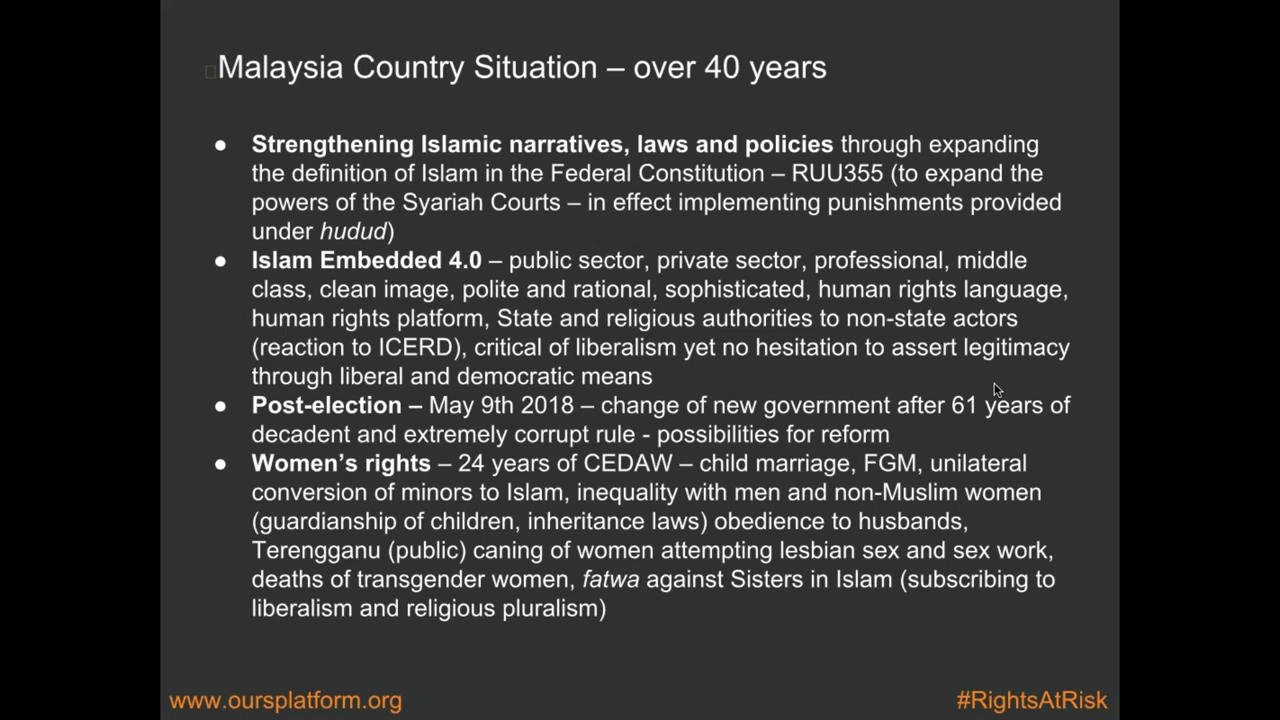 Malaysia Country Situation – over 40 years
● Strengthening Islamic narratives, laws and policies through expanding
the definition of Islam in the Federal Constitution – RUU355 (to expand the
powers of the Syariah Courts – in effect implementing punishments provided
under hudud)
● Islam Embedded 4.0 – public sector, private sector, professional, middle
class, clean image, polite and rational, sophisticated, human rights language,
human rights platform, State and religious authorities to non-state actors
(reaction to ICERD), critical of liberalism yet no hesitation to assert legitimacy
through liberal and democratic means
● Post-election – May 9th 2018 – change of new government after 61 years of
decadent and extremely corrupt rule - possibilities for reform
● Women’s rights – 24 years of CEDAW – child marriage, FGM, unilateral
conversion of minors to Islam, inequality with men and non-Muslim women
(guardianship of children, inheritance laws) obedience to husbands,
Terengganu (public) caning of women attempting lesbian sex and sex work,
deaths of transgender women, fatwa against Sisters in Islam (subscribing to
liberalism and religious pluralism)
www.oursplatform.org
#RightsAtRisk